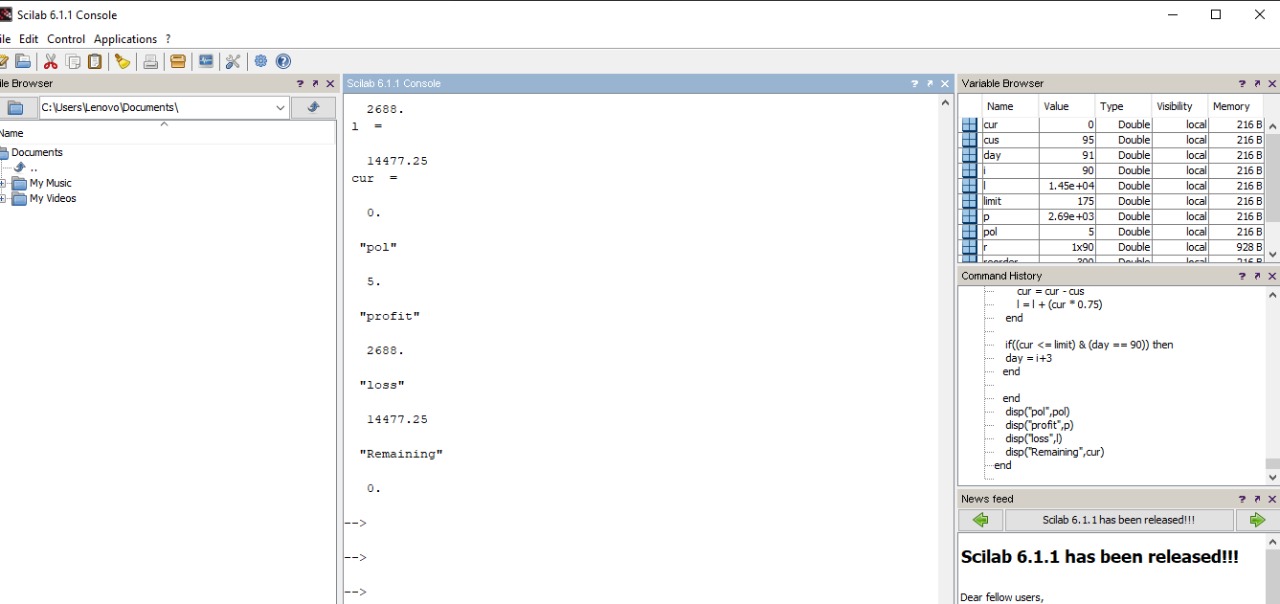 Scilab 6.1.1 Console
ile Edit Control Applications ?
ile Browser ? X
C:\Users\Lenovo\Documents\
Name
Documents
..
My Music
My Videos
Scilab 6.1.1 Console ? X
2688.
l =
14477.25
cur =
0.
"pol"
5.
"profit"
2688.
"loss"
14477.25
"Remaining"
0.
-->
-->
-->
Variable Browser ? X
Name Value Type Visibility Memory
cur 0 Double local 216 B
cus 95 Double local 216 B
day 91 Double local 216 B
i 90 Double local 216 B
l 1.45e+04 Double local 216 B
limit 175 Double local 216 B
p 2.69e+03 Double local 216 B
pol 5 Double local 216 B
r 1x90 Double local 928 B
reorder 200 Double local 216 B
Command History ? X
cur = cur - cus
l = l + (cur * 0.75)
end
if((cur <= limit) & (day == 90)) then
day = i+3
end
end
disp("pol",pol)
disp("profit",p)
disp("loss",l)
disp("Remaining",cur)
end
News feed ? X
Scilab 6.1.1 has been released!!!
Scilab 6.1.1 has been released!!!
Dear fellow users,